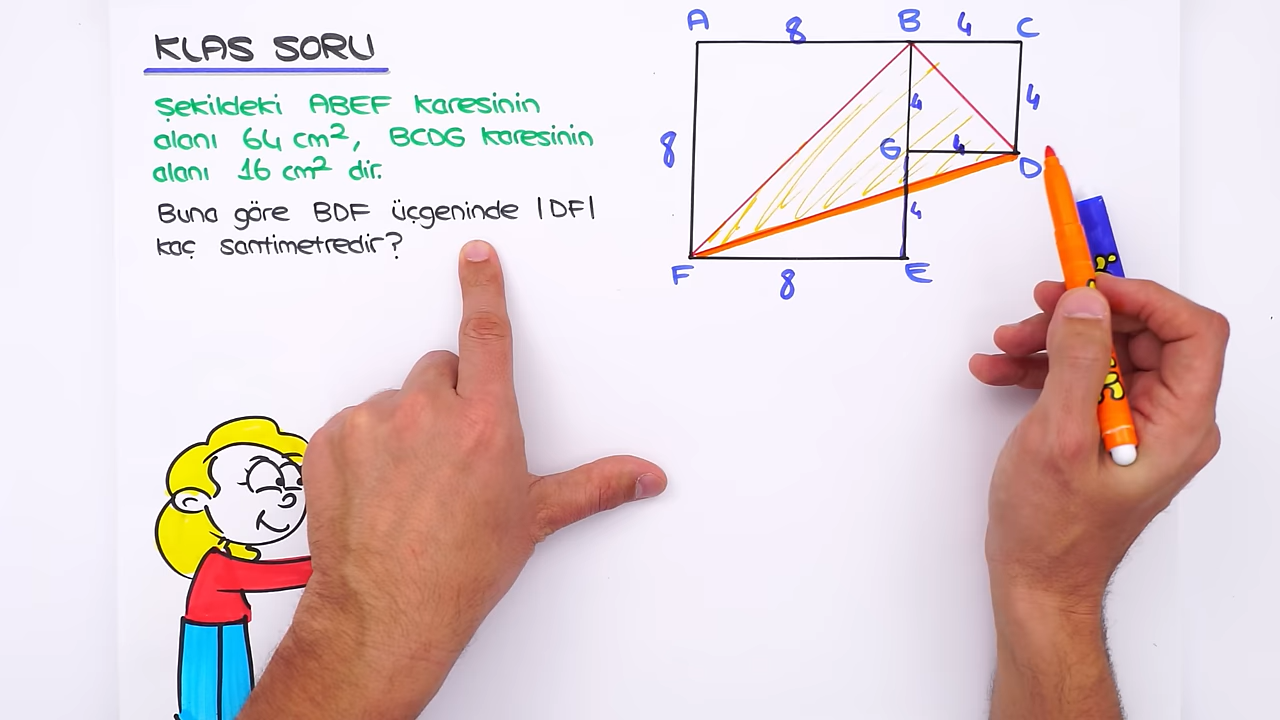 KLAS SORU
Şekildeki ABEF karesinin
alanı 64 cm², BCDG karesinin
alanı 16 cm² dir.
Buna göre BDF üçgeninde |DF|
kaç santimetredir?
A 8 B 4 C
4 4
8 G 4 D
4
F 8 E